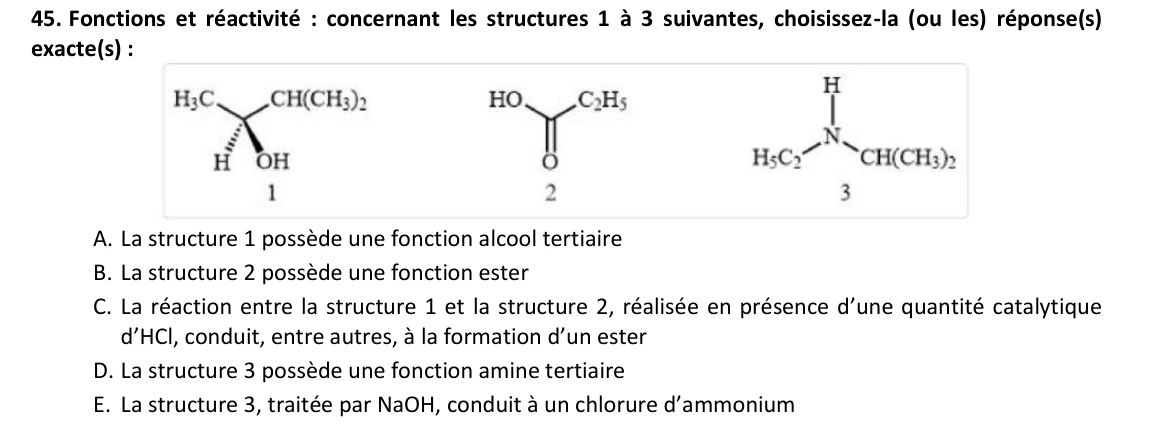 45. Fonctions et réactivité : concernant les structures 1 à 3 suivantes, choisissez-la (ou les) réponse(s)
exacte(s) :
H₃C CH(CH₃)₂
H OH
1
HO C₂H₅
O
2
H
N
H₅C₂ CH(CH₃)₂
3
A. La structure 1 possède une fonction alcool tertiaire
B. La structure 2 possède une fonction ester
C. La réaction entre la structure 1 et la structure 2, réalisée en présence d’une quantité catalytique
d’HCl, conduit, entre autres, à la formation d’un ester
D. La structure 3 possède une fonction amine tertiaire
E. La structure 3, traitée par NaOH, conduit à un chlorure d’ammonium